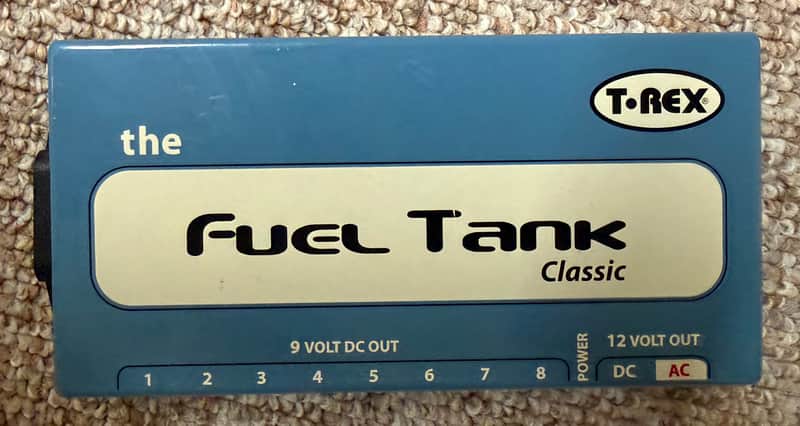 T•REX®
the
Fuel Tank
Classic
9 VOLT DC OUT
1 2 3 4 5 6 7 8
POWER
12 VOLT OUT
DC AC